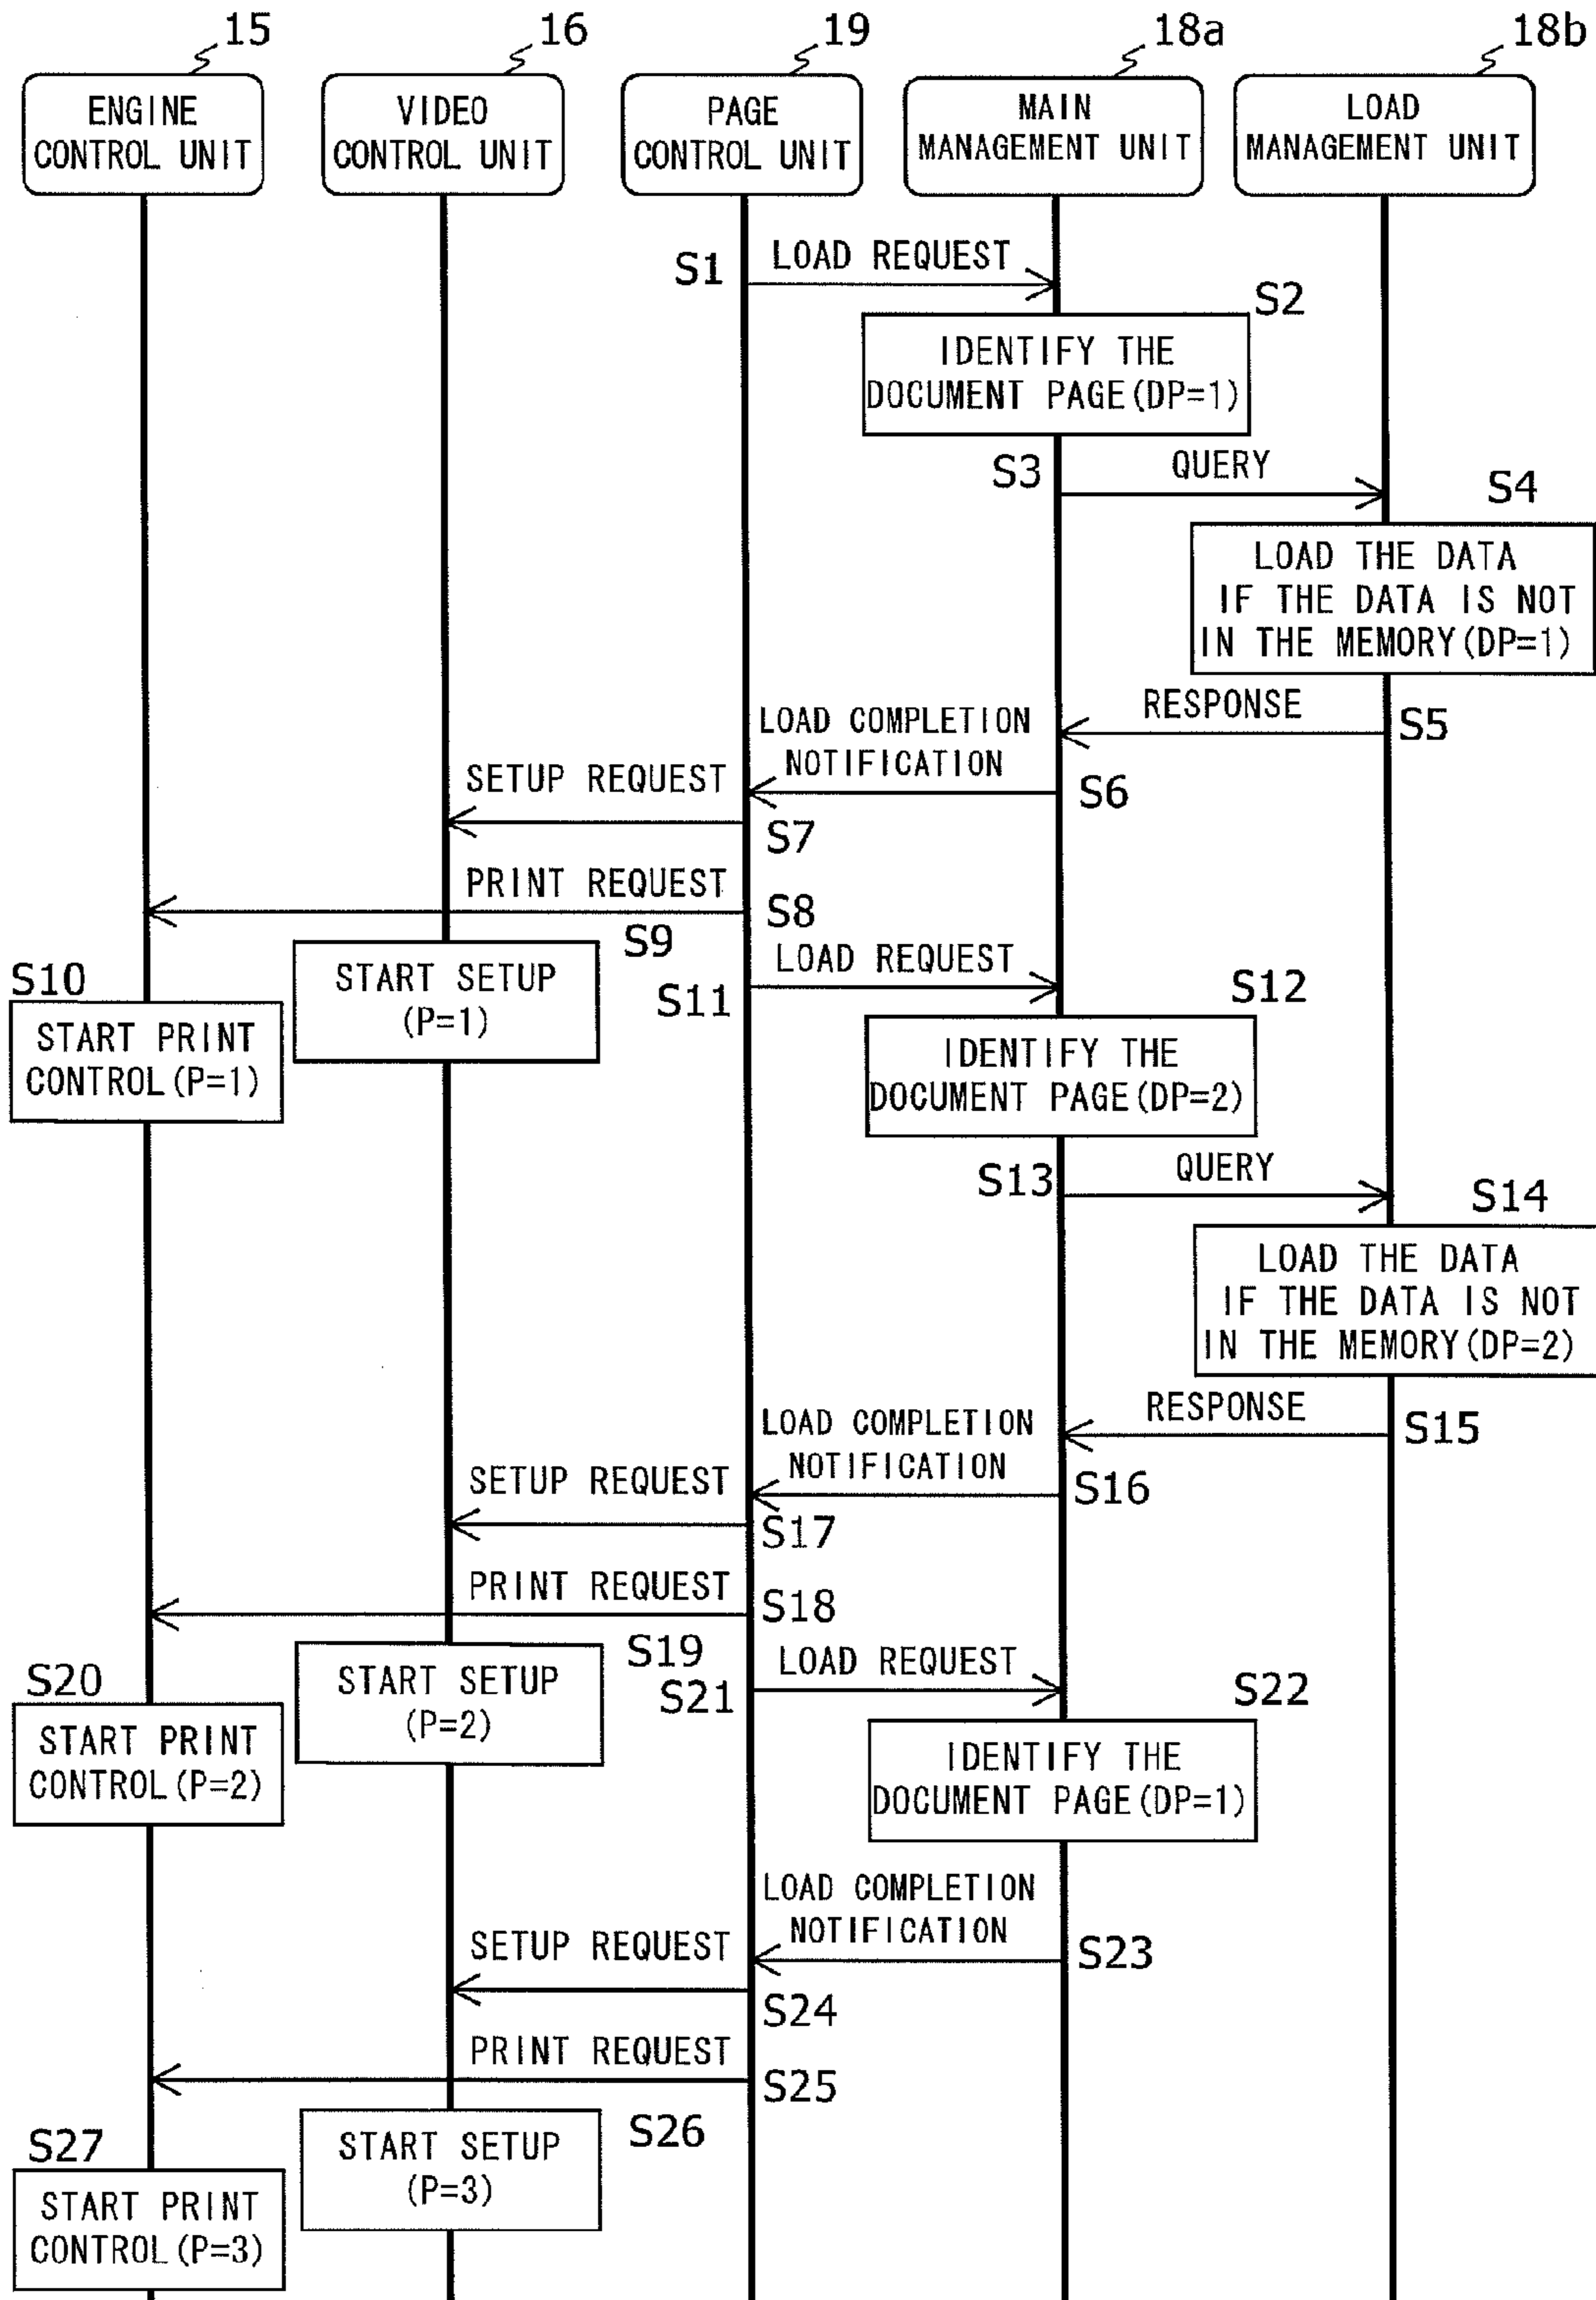 15
16
19
18a
18b
ENGINE
CONTROL UNIT
VIDEO
CONTROL UNIT
PAGE
CONTROL UNIT
MAIN
MANAGEMENT UNIT
LOAD
MANAGEMENT UNIT
S1
LOAD REQUEST
S2
IDENTIFY THE
DOCUMENT PAGE(DP=1)
S3
QUERY
S4
LOAD THE DATA
IF THE DATA IS NOT
IN THE MEMORY(DP=1)
RESPONSE
S5
LOAD COMPLETION
NOTIFICATION
S6
SETUP REQUEST
S7
PRINT REQUEST
S8
S9
START SETUP
(P=1)
S10
START PRINT
CONTROL(P=1)
S11
LOAD REQUEST
S12
IDENTIFY THE
DOCUMENT PAGE(DP=2)
S13
QUERY
S14
LOAD THE DATA
IF THE DATA IS NOT
IN THE MEMORY(DP=2)
RESPONSE
S15
LOAD COMPLETION
NOTIFICATION
S16
SETUP REQUEST
S17
PRINT REQUEST
S18
S19
START SETUP
(P=2)
S20
START PRINT
CONTROL(P=2)
S21
LOAD REQUEST
S22
IDENTIFY THE
DOCUMENT PAGE(DP=1)
LOAD COMPLETION
NOTIFICATION
S23
SETUP REQUEST
S24
PRINT REQUEST
S25
S26
START SETUP
(P=3)
S27
START PRINT
CONTROL(P=3)